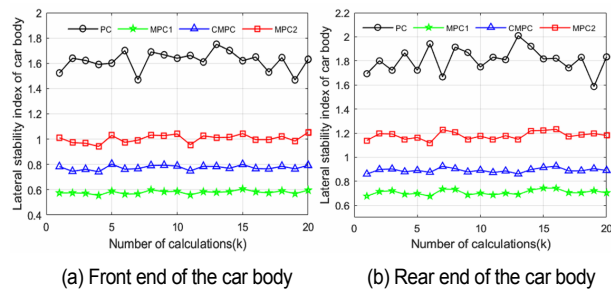 PC MPC1 CMPC MPC2
Lateral stability index of car body
2
1.8
1.6
1.4
1.2
1
0.8
0.6
0.4
0 5 10 15 20
Number of calculations(k)
(a) Front end of the car body
PC MPC1 CMPC MPC2
Lateral stability index of car body
2.2
2
1.8
1.6
1.4
1.2
1
0.8
0.6
0 5 10 15 20
Number of calculations(k)
(b) Rear end of the car body